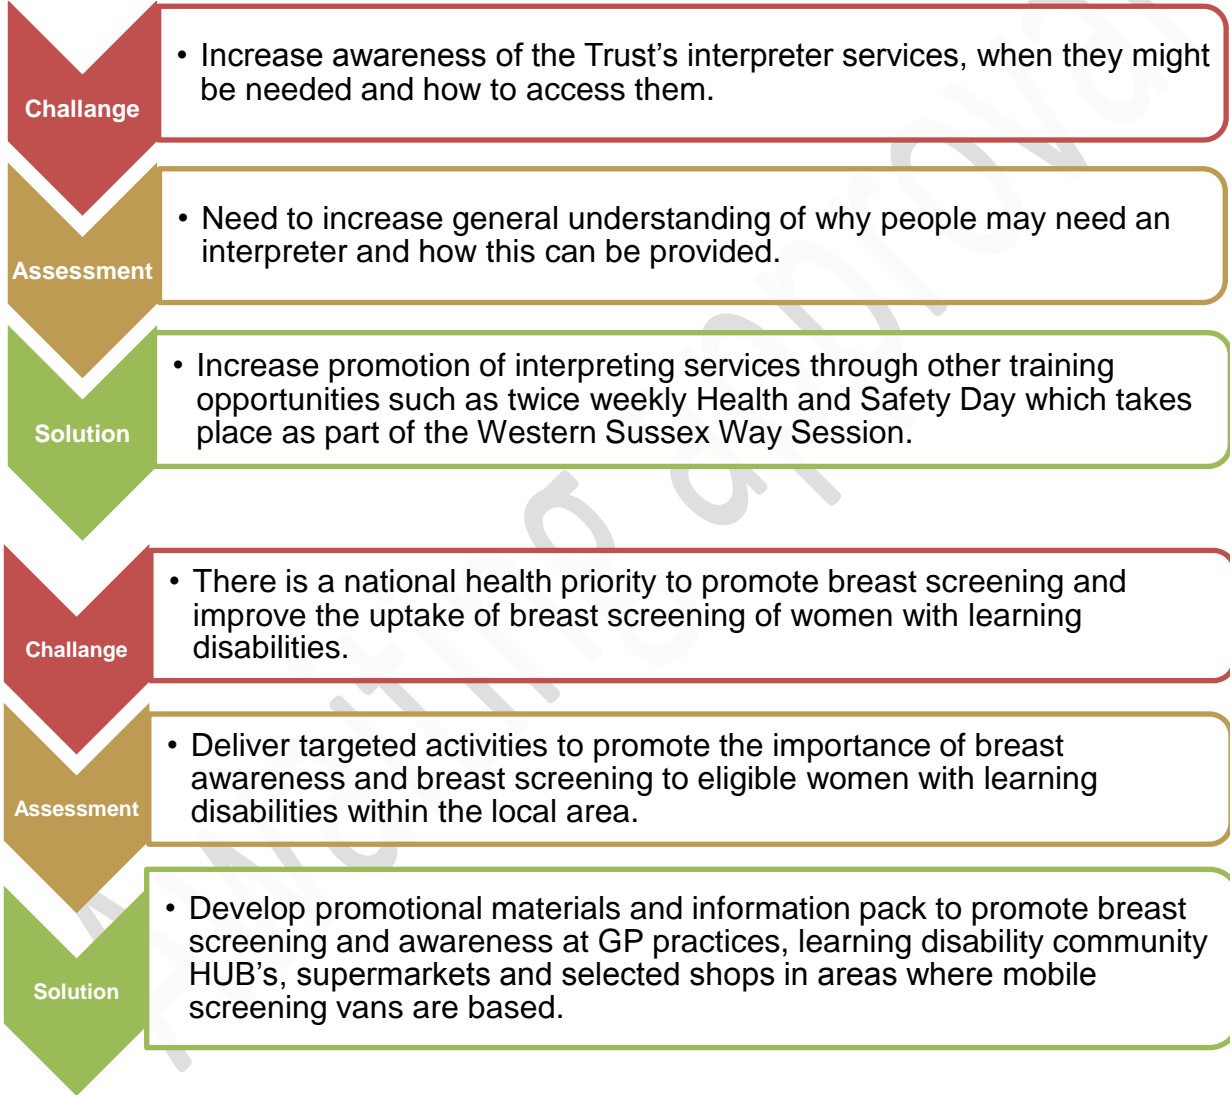 Challange
• Increase awareness of the Trust’s interpreter services, when they might
be needed and how to access them.
Assessment
• Need to increase general understanding of why people may need an
interpreter and how this can be provided.
Solution
• Increase promotion of interpreting services through other training
opportunities such as twice weekly Health and Safety Day which takes
place as part of the Western Sussex Way Session.
Challange
• There is a national health priority to promote breast screening and
improve the uptake of breast screening of women with learning
disabilities.
Assessment
• Deliver targeted activities to promote the importance of breast
awareness and breast screening to eligible women with learning
disabilities within the local area.
Solution
• Develop promotional materials and information pack to promote breast
screening and awareness at GP practices, learning disability community
HUB’s, supermarkets and selected shops in areas where mobile
screening vans are based.